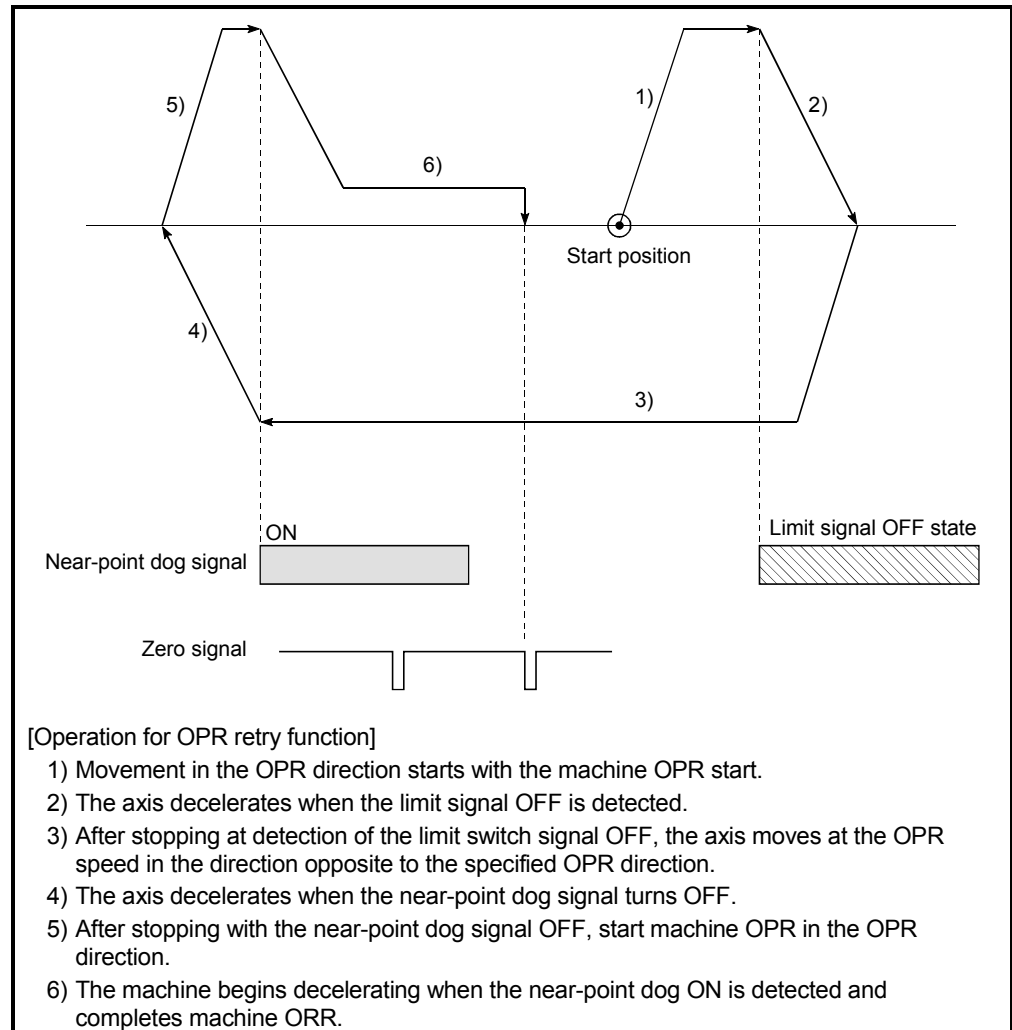 5)
1)
2)
6)
Start position
4)
3)
ON
Limit signal OFF state
Near-point dog signal
Zero signal
[Operation for OPR retry function]
1) Movement in the OPR direction starts with the machine OPR start.
2) The axis decelerates when the limit signal OFF is detected.
3) After stopping at detection of the limit switch signal OFF, the axis moves at the OPR
speed in the direction opposite to the specified OPR direction.
4) The axis decelerates when the near-point dog signal turns OFF.
5) After stopping with the near-point dog signal OFF, start machine OPR in the OPR
direction.
6) The machine begins decelerating when the near-point dog ON is detected and
completes machine ORR.